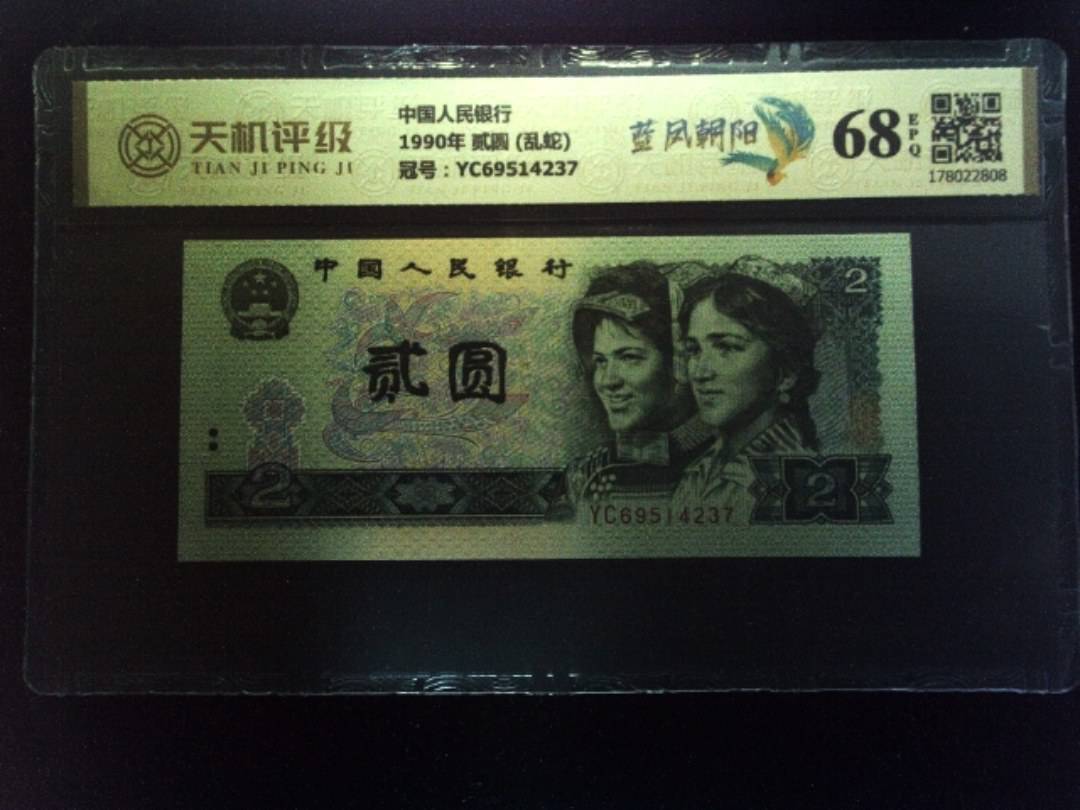 天机评级
TIAN JI PING JI
中国人民银行
1990年 贰圆 (乱蛇)
冠号：YC69514237
蓝凤朝阳
68
EPQ
178022808
中国人民银行
2
贰圆
2
YC69514237
2